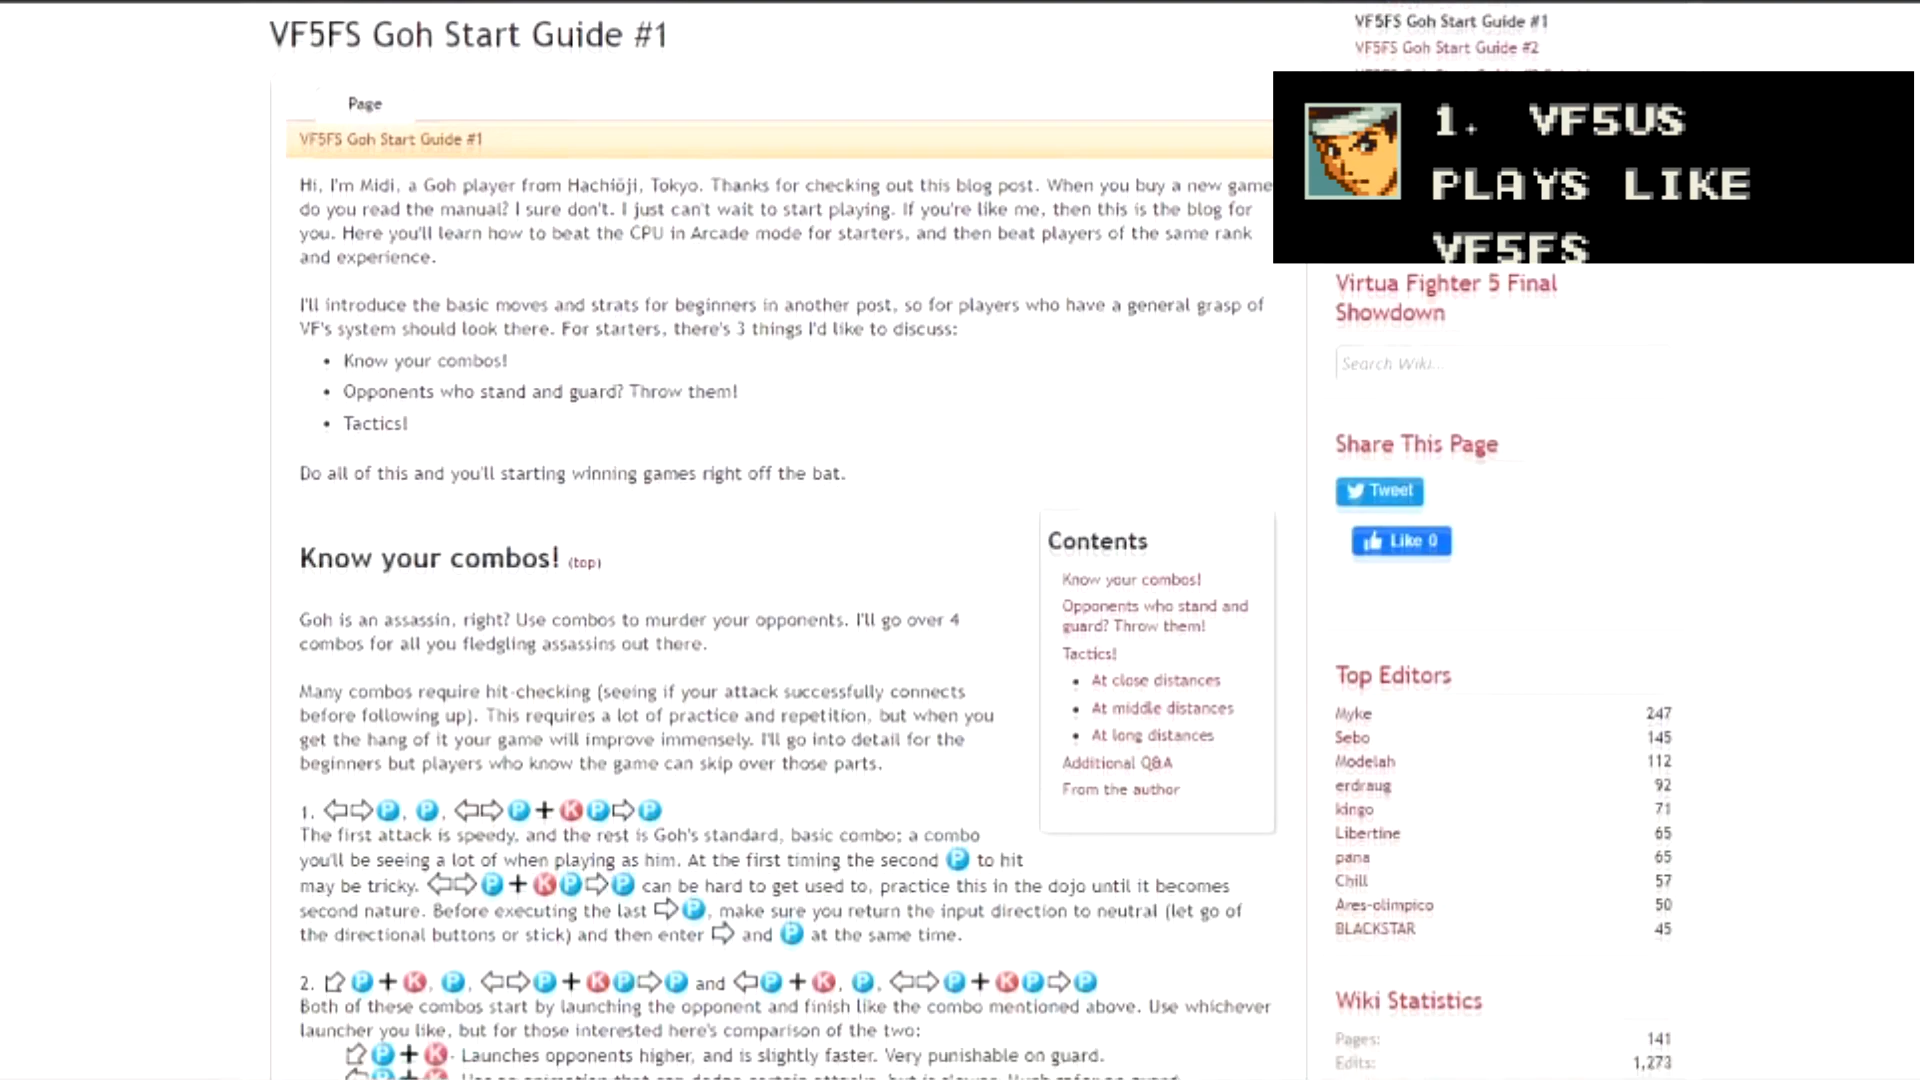 VF5FS Goh Start Guide #1
Page
VF5FS Goh Start Guide #1
Hi, I'm Midi, a Goh player from Hachiōji, Tokyo. Thanks for checking out this blog post. When you buy a new game
do you read the manual? I sure don't. I just can't wait to start playing. If you're like me, then this is the blog for
you. Here you'll learn how to beat the CPU in Arcade mode for starters, and then beat players of the same rank
and experience.
I'll introduce the basic moves and strats for beginners in another post, so for players who have a general grasp of
VF's system should look there. For starters, there's 3 things I'd like to discuss:
• Know your combos!
• Opponents who stand and guard? Throw them!
• Tactics!
Do all of this and you'll starting winning games right off the bat.
Know your combos! (top)
Goh is an assassin, right? Use combos to murder your opponents. I'll go over 4
combos for all you fledgling assassins out there.
Many combos require hit-checking (seeing if your attack successfully connects
before following up). This requires a lot of practice and repetition, but when you
get the hang of it your game will improve immensely. I'll go into detail for the
beginners but players who know the game can skip over those parts.
1. ⇦⇨P, P, ⇦⇨P+KP⇨P
The first attack is speedy, and the rest is Goh's standard, basic combo; a combo
you'll be seeing a lot of when playing as him. At the first timing the second P to hit
may be tricky. ⇦⇨P+KP⇨P can be hard to get used to, practice this in the dojo until it becomes
second nature. Before executing the last ⇨P, make sure you return the input direction to neutral (let go of
the directional buttons or stick) and then enter ⇨ and P at the same time.
2. ⬃P+K, P, ⇦⇨P+KP⇨P and ⇦P+K, P, ⇦⇨P+KP⇨P
Both of these combos start by launching the opponent and finish like the combo mentioned above. Use whichever
launcher you like, but for those interested here's comparison of the two:
⬃P+K- Launches opponents higher, and is slightly faster. Very punishable on guard.
Contents
Know your combos!
Opponents who stand and
guard? Throw them!
Tactics!
• At close distances
• At middle distances
• At long distances
Additional Q&A
From the author
VF5FS Goh Start Guide #1
VF5FS Goh Start Guide #2
1. VF5US
PLAYS LIKE
VF5FS
Virtua Fighter 5 Final
Showdown
Search Wiki...
Share This Page
Tweet
Like 0
Top Editors
Myke 247
Sebo 145
Modelah 112
erdraug 92
kingo 71
Libertine 65
pana 65
Chill 57
Ares-olimpico 50
BLACKSTAR 45
Wiki Statistics
Pages: 141
Edits: 1,273